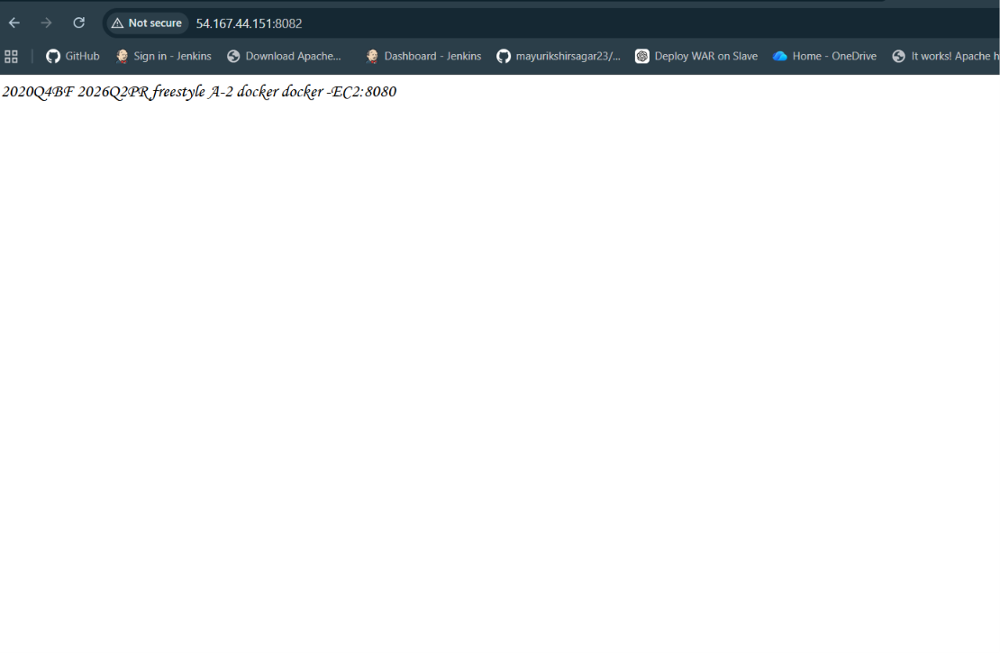 Not secure 54.167.44.151:8082
GitHub Sign in - Jenkins Download Apache... Dashboard - Jenkins mayurikshirsagar23/... Deploy WAR on Slave Home - OneDrive It works! Apache h
2020Q4BF 2026Q2PR freestyle A-2 docker docker -EC2:8080